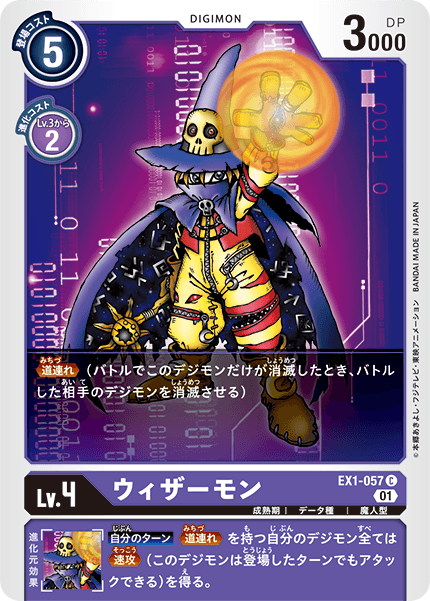 DIGIMON
登場コスト
5
DP
3000
進化コスト
Lv.3から
2
BANDAI MADE IN JAPAN
©本郷あきよし・フジテレビ・東映アニメーション
道連れ（バトルでこのデジモンだけが消滅したとき、バトル
した相手のデジモンを消滅させる）
EX1-057 C
Lv.4
ウィザーモン
01
成熟期 データ種 魔人型
進化元効果
自分のターン 道連れ を持つ自分のデジモン全ては
速攻（このデジモンは登場したターンでもアタッ
クできる）を得る。